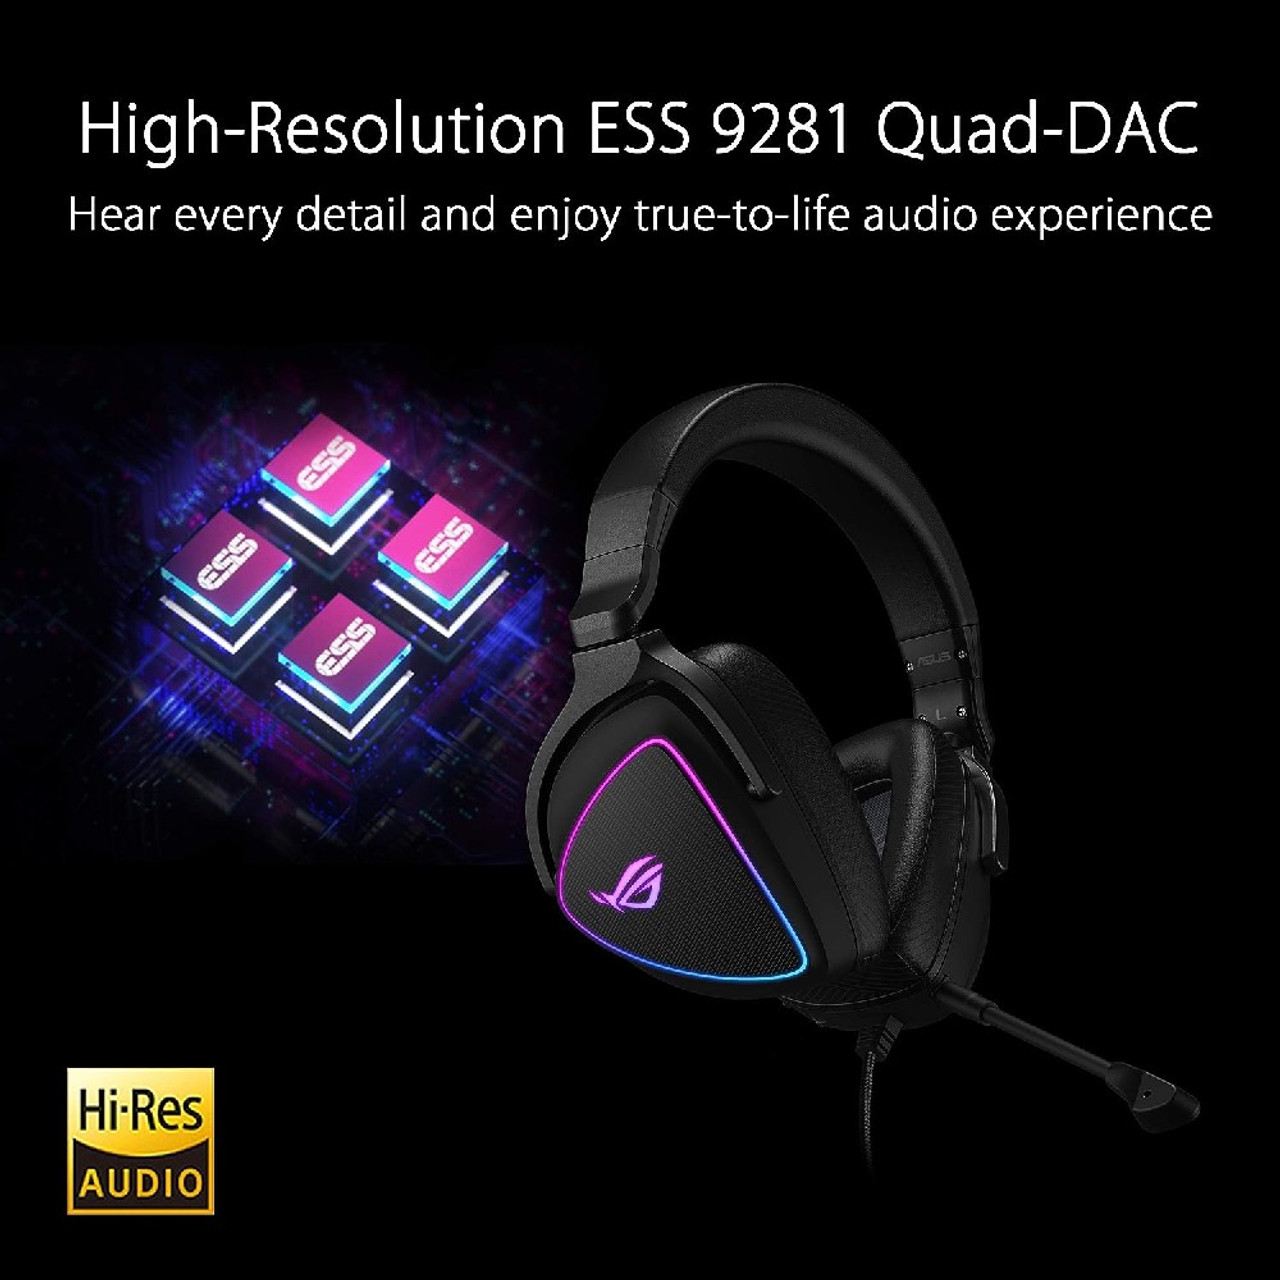 High-Resolution ESS 9281 Quad-DAC
Hear every detail and enjoy true-to-life audio experience
ESS
ESS
ESS
ESS
ASUS
L
Hi-Res
AUDIO